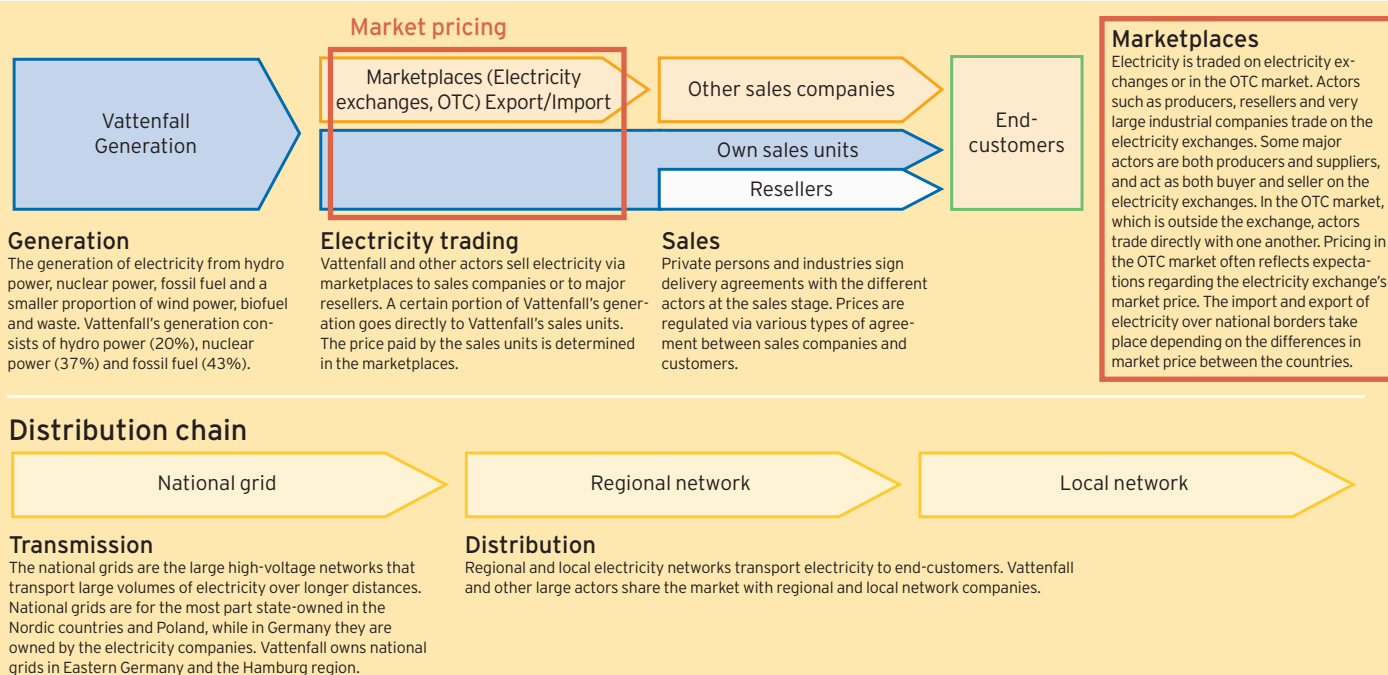 Market pricing
Vattenfall
Generation
Marketplaces (Electricity
exchanges, OTC) Export/Import
Other sales companies
Own sales units
Resellers
End-
customers
Generation
The generation of electricity from hydro
power, nuclear power, fossil fuel and a
smaller proportion of wind power, biofuel
and waste. Vattenfall's generation con-
sists of hydro power (20%), nuclear
power (37%) and fossil fuel (43%).
Electricity trading
Vattenfall and other actors sell electricity via
marketplaces to sales companies or to major
resellers. A certain portion of Vattenfall's gener-
ation goes directly to Vattenfall's sales units.
The price paid by the sales units is determined
in the marketplaces.
Sales
Private persons and industries sign
delivery agreements with the different
actors at the sales stage. Prices are
regulated via various types of agree-
ment between sales companies and
customers.
Marketplaces
Electricity is traded on electricity ex-
changes or in the OTC market. Actors
such as producers, resellers and very
large industrial companies trade on the
electricity exchanges. Some major
actors are both producers and suppliers,
and act as both buyer and seller on the
electricity exchanges. In the OTC market,
which is outside the exchange, actors
trade directly with one another. Pricing in
the OTC market often reflects expecta-
tions regarding the electricity exchange's
market price. The import and export of
electricity over national borders take
place depending on the differences in
market price between the countries.
Distribution chain
National grid
Regional network
Local network
Transmission
The national grids are the large high-voltage networks that
transport large volumes of electricity over longer distances.
National grids are for the most part state-owned in the
Nordic countries and Poland, while in Germany they are
owned by the electricity companies. Vattenfall owns national
grids in Eastern Germany and the Hamburg region.
Distribution
Regional and local electricity networks transport electricity to end-customers. Vattenfall
and other large actors share the market with regional and local network companies.